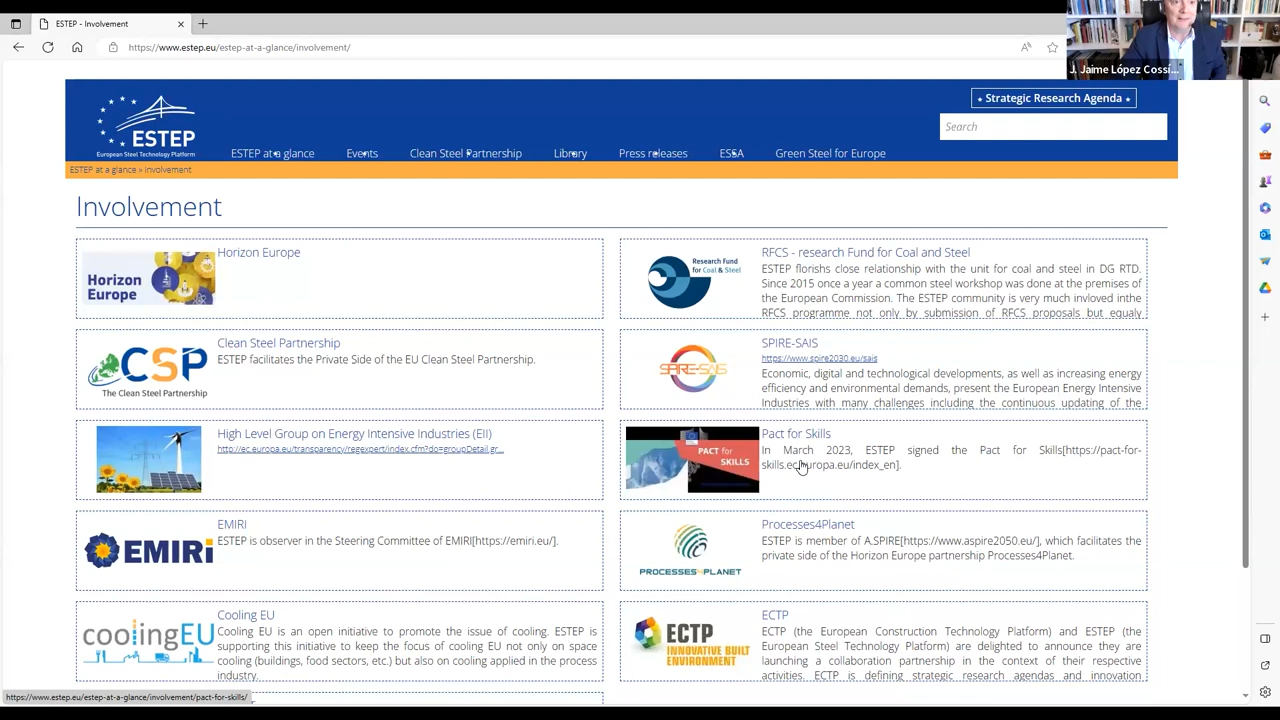 ESTEP - Involvement
https://www.estep.eu/estep-at-a-glance/involvement/
J. Jaime López Cossí...
Strategic Research Agenda
Search
ESTEP
European Steel Technology Platform
ESTEP at a glance Events Clean Steel Partnership Library Press releases ESSA Green Steel for Europe
ESTEP at a glance » Involvement
Involvement
Horizon Europe
Horizon
Europe
Research Fund
for Coal & Steel
RFCS - research Fund for Coal and Steel
ESTEP florishs close relationship with the unit for coal and steel in DG RTD.
Since 2015 once a year a common steel workshop was done at the premises of
the European Commission. The ESTEP community is very much invloved inthe
RFCS programme not only by submission of RFCS proposals but equally
CSP
The Clean Steel Partnership
Clean Steel Partnership
ESTEP facilitates the Private Side of the EU Clean Steel Partnership.
SPIRE-SAIS
SPIRE-SAIS
https://www.spire2030.eu/sais
Economic, digital and technological developments, as well as increasing energy
efficiency and environmental demands, present the European Energy Intensive
Industries with many challenges including the continuous updating of the
High Level Group on Energy Intensive Industries (EII)
http://ec.europa.eu/transparency/regexpert/index.cfm?do=groupDetail.gr...
PACT for
SKILLS
Pact for Skills
In March 2023, ESTEP signed the Pact for Skills[https://pact-for-
skills.ec.europa.eu/index_en].
EMIRI
EMIRI
ESTEP is observer in the Steering Committee of EMIRI[https://emiri.eu/].
PROCESSES4PLANET
Processes4Planet
ESTEP is member of A.SPIRE[https://www.aspire2050.eu/], which facilitates the
private side of the Horizon Europe partnership Processes4Planet.
coolingEU
Cooling EU
Cooling EU is an open initiative to promote the issue of cooling. ESTEP is
supporting this initiative to keep the focus of cooling EU not only on space
cooling (buildings, food sectors, etc.) but also on cooling applied in the process
industry.
ECTP
INNOVATIVE BUILT
ENVIRONMENT
ECTP
ECTP (the European Construction Technology Platform) and ESTEP (the
European Steel Technology Platform) are delighted to announce they are
launching a collaboration partnership in the context of their respective
activities. ECTP is defining strategic research agendas and innovation
https://www.estep.eu/estep-at-a-glance/involvement/pact-for-skills/